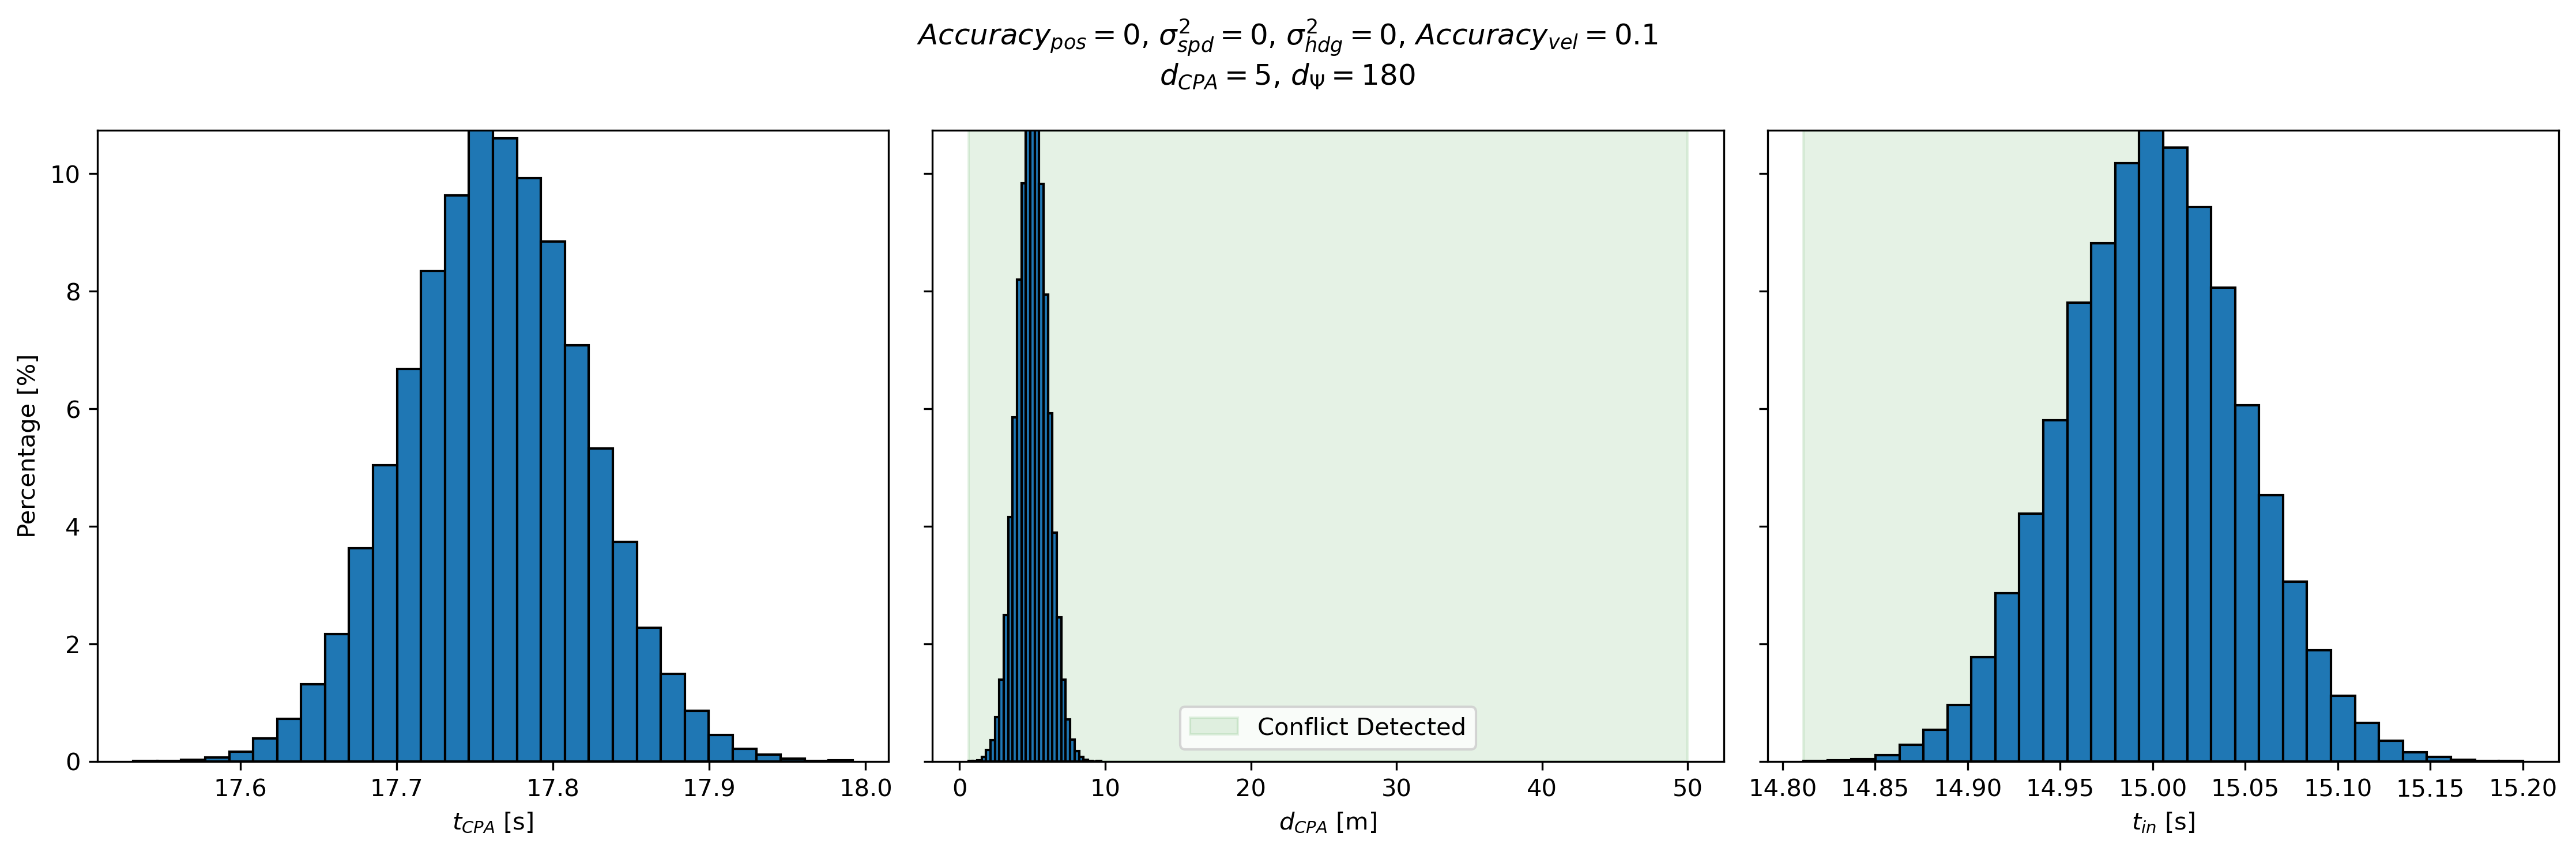 Accuracy_pos = 0, σ²_spd = 0, σ²_hdg = 0, Accuracy_vel = 0.1
d_CPA = 5, d_ψ = 180
Percentage [%]
10
8
6
4
2
0
17.6 17.7 17.8 17.9 18.0
t_CPA [s]
Conflict Detected
0 10 20 30 40 50
d_CPA [m]
14.80 14.85 14.90 14.95 15.00 15.05 15.10 15.15 15.20
t_in [s]